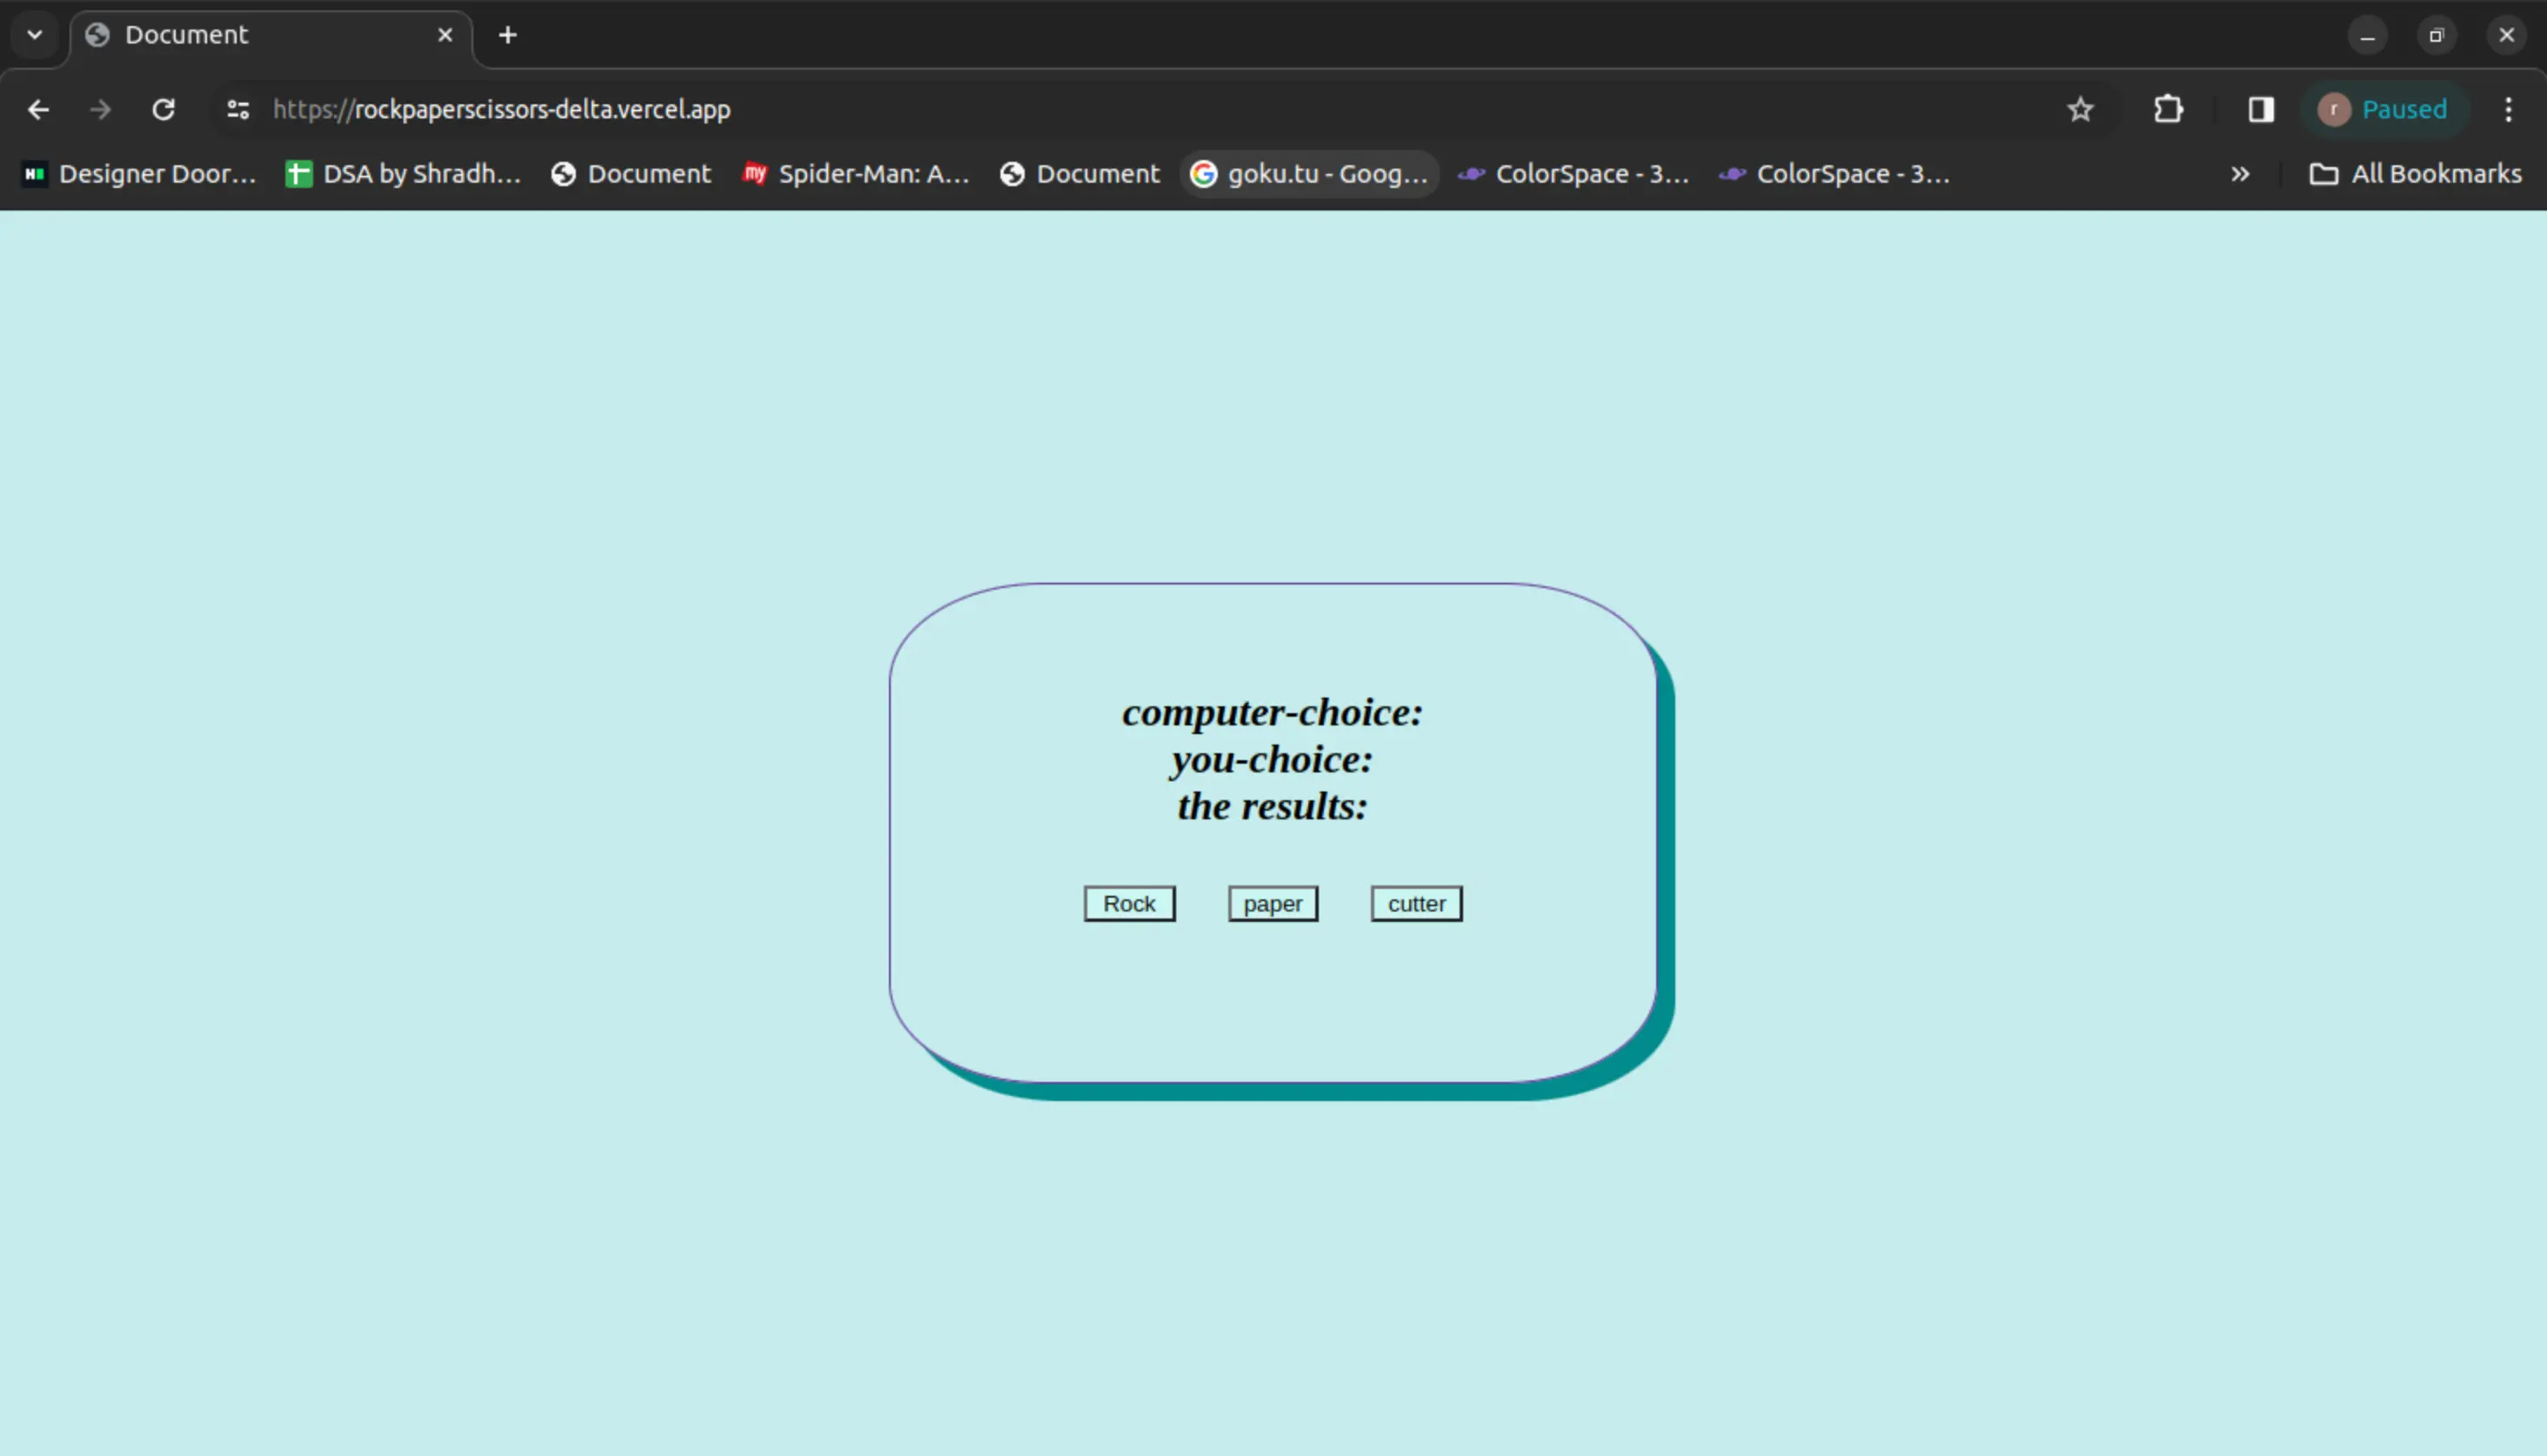 Document
https://rockpaperscissors-delta.vercel.app
r Paused
Designer Door... DSA by Shradh... Document my Spider-Man: A... Document goku.tu - Goog... ColorSpace - 3... ColorSpace - 3... » All Bookmarks
computer-choice:
you-choice:
the results:
Rock paper cutter